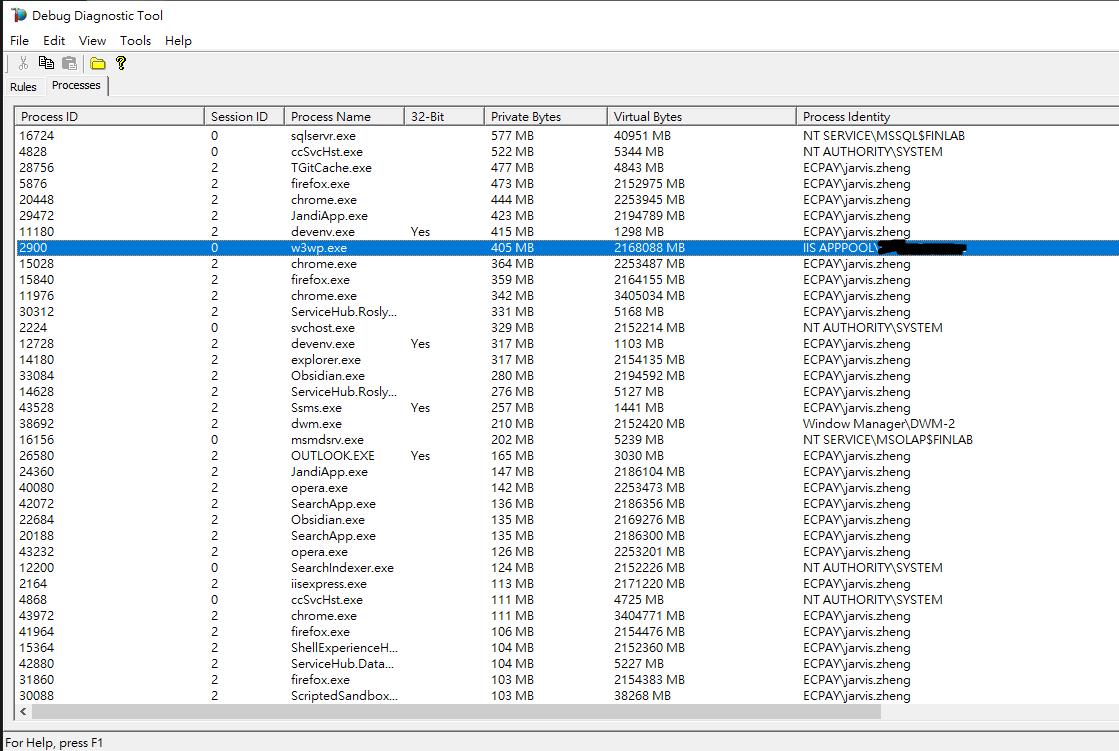 Debug Diagnostic Tool
File Edit View Tools Help
Rules Processes
Process ID Session ID Process Name 32-Bit Private Bytes Virtual Bytes Process Identity
16724 0 sqlservr.exe 577 MB 40951 MB NT SERVICE\MSSQL$FINLAB
4828 0 ccSvcHst.exe 522 MB 5344 MB NT AUTHORITY\SYSTEM
28756 2 TGitCache.exe 477 MB 4843 MB ECPAY\jarvis.zheng
5876 2 firefox.exe 473 MB 2152975 MB ECPAY\jarvis.zheng
20448 2 chrome.exe 444 MB 2253945 MB ECPAY\jarvis.zheng
29472 2 JandiApp.exe 423 MB 2194789 MB ECPAY\jarvis.zheng
11180 2 devenv.exe Yes 415 MB 1298 MB ECPAY\jarvis.zheng
2900 0 w3wp.exe 405 MB 2168088 MB IIS APPPOOL\
15028 2 chrome.exe 364 MB 2253487 MB ECPAY\jarvis.zheng
15840 2 firefox.exe 359 MB 2164155 MB ECPAY\jarvis.zheng
11976 2 chrome.exe 342 MB 3405034 MB ECPAY\jarvis.zheng
30312 2 ServiceHub.Rosly... 331 MB 5168 MB ECPAY\jarvis.zheng
2224 0 svchost.exe 329 MB 2152214 MB NT AUTHORITY\SYSTEM
12728 2 devenv.exe Yes 317 MB 1103 MB ECPAY\jarvis.zheng
14180 2 explorer.exe 317 MB 2154135 MB ECPAY\jarvis.zheng
33084 2 Obsidian.exe 280 MB 2194592 MB ECPAY\jarvis.zheng
14628 2 ServiceHub.Rosly... 276 MB 5127 MB ECPAY\jarvis.zheng
43528 2 Ssms.exe Yes 257 MB 1441 MB ECPAY\jarvis.zheng
38692 2 dwm.exe 210 MB 2152420 MB Window Manager\DWM-2
16156 0 msmdsrv.exe 202 MB 5239 MB NT SERVICE\MSOLAP$FINLAB
26580 2 OUTLOOK.EXE Yes 165 MB 3030 MB ECPAY\jarvis.zheng
24360 2 JandiApp.exe 147 MB 2186104 MB ECPAY\jarvis.zheng
40080 2 opera.exe 142 MB 2253473 MB ECPAY\jarvis.zheng
42072 2 SearchApp.exe 136 MB 2186356 MB ECPAY\jarvis.zheng
22684 2 Obsidian.exe 135 MB 2169276 MB ECPAY\jarvis.zheng
20188 2 SearchApp.exe 135 MB 2186300 MB ECPAY\jarvis.zheng
43232 2 opera.exe 126 MB 2253201 MB ECPAY\jarvis.zheng
12200 0 SearchIndexer.exe 124 MB 2152226 MB NT AUTHORITY\SYSTEM
2164 2 iisexpress.exe 113 MB 2171220 MB ECPAY\jarvis.zheng
4868 0 ccSvcHst.exe 111 MB 4725 MB NT AUTHORITY\SYSTEM
43972 2 chrome.exe 111 MB 3404771 MB ECPAY\jarvis.zheng
41964 2 firefox.exe 106 MB 2154476 MB ECPAY\jarvis.zheng
15364 2 ShellExperienceH... 104 MB 2152360 MB ECPAY\jarvis.zheng
42880 2 ServiceHub.Data... 104 MB 5227 MB ECPAY\jarvis.zheng
31860 2 firefox.exe 103 MB 2154383 MB ECPAY\jarvis.zheng
30088 2 ScriptedSandbox... 103 MB 38268 MB ECPAY\jarvis.zheng
For Help, press F1